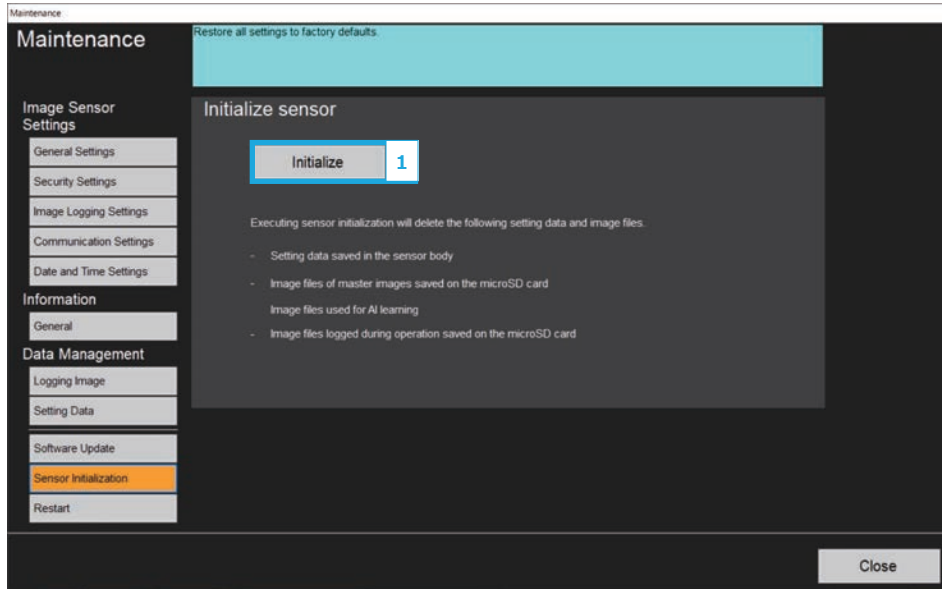 Maintenance
Maintenance
Restore all settings to factory defaults.
Image Sensor
Settings
General Settings
Security Settings
Image Logging Settings
Communication Settings
Date and Time Settings
Information
General
Data Management
Logging Image
Setting Data
Software Update
Sensor Initialization
Restart
Initialize sensor
Initialize
1
Executing sensor initialization will delete the following setting data and image files.
- Setting data saved in the sensor body
- Image files of master images saved on the microSD card
Image files used for AI learning
- Image files logged during operation saved on the microSD card
Close